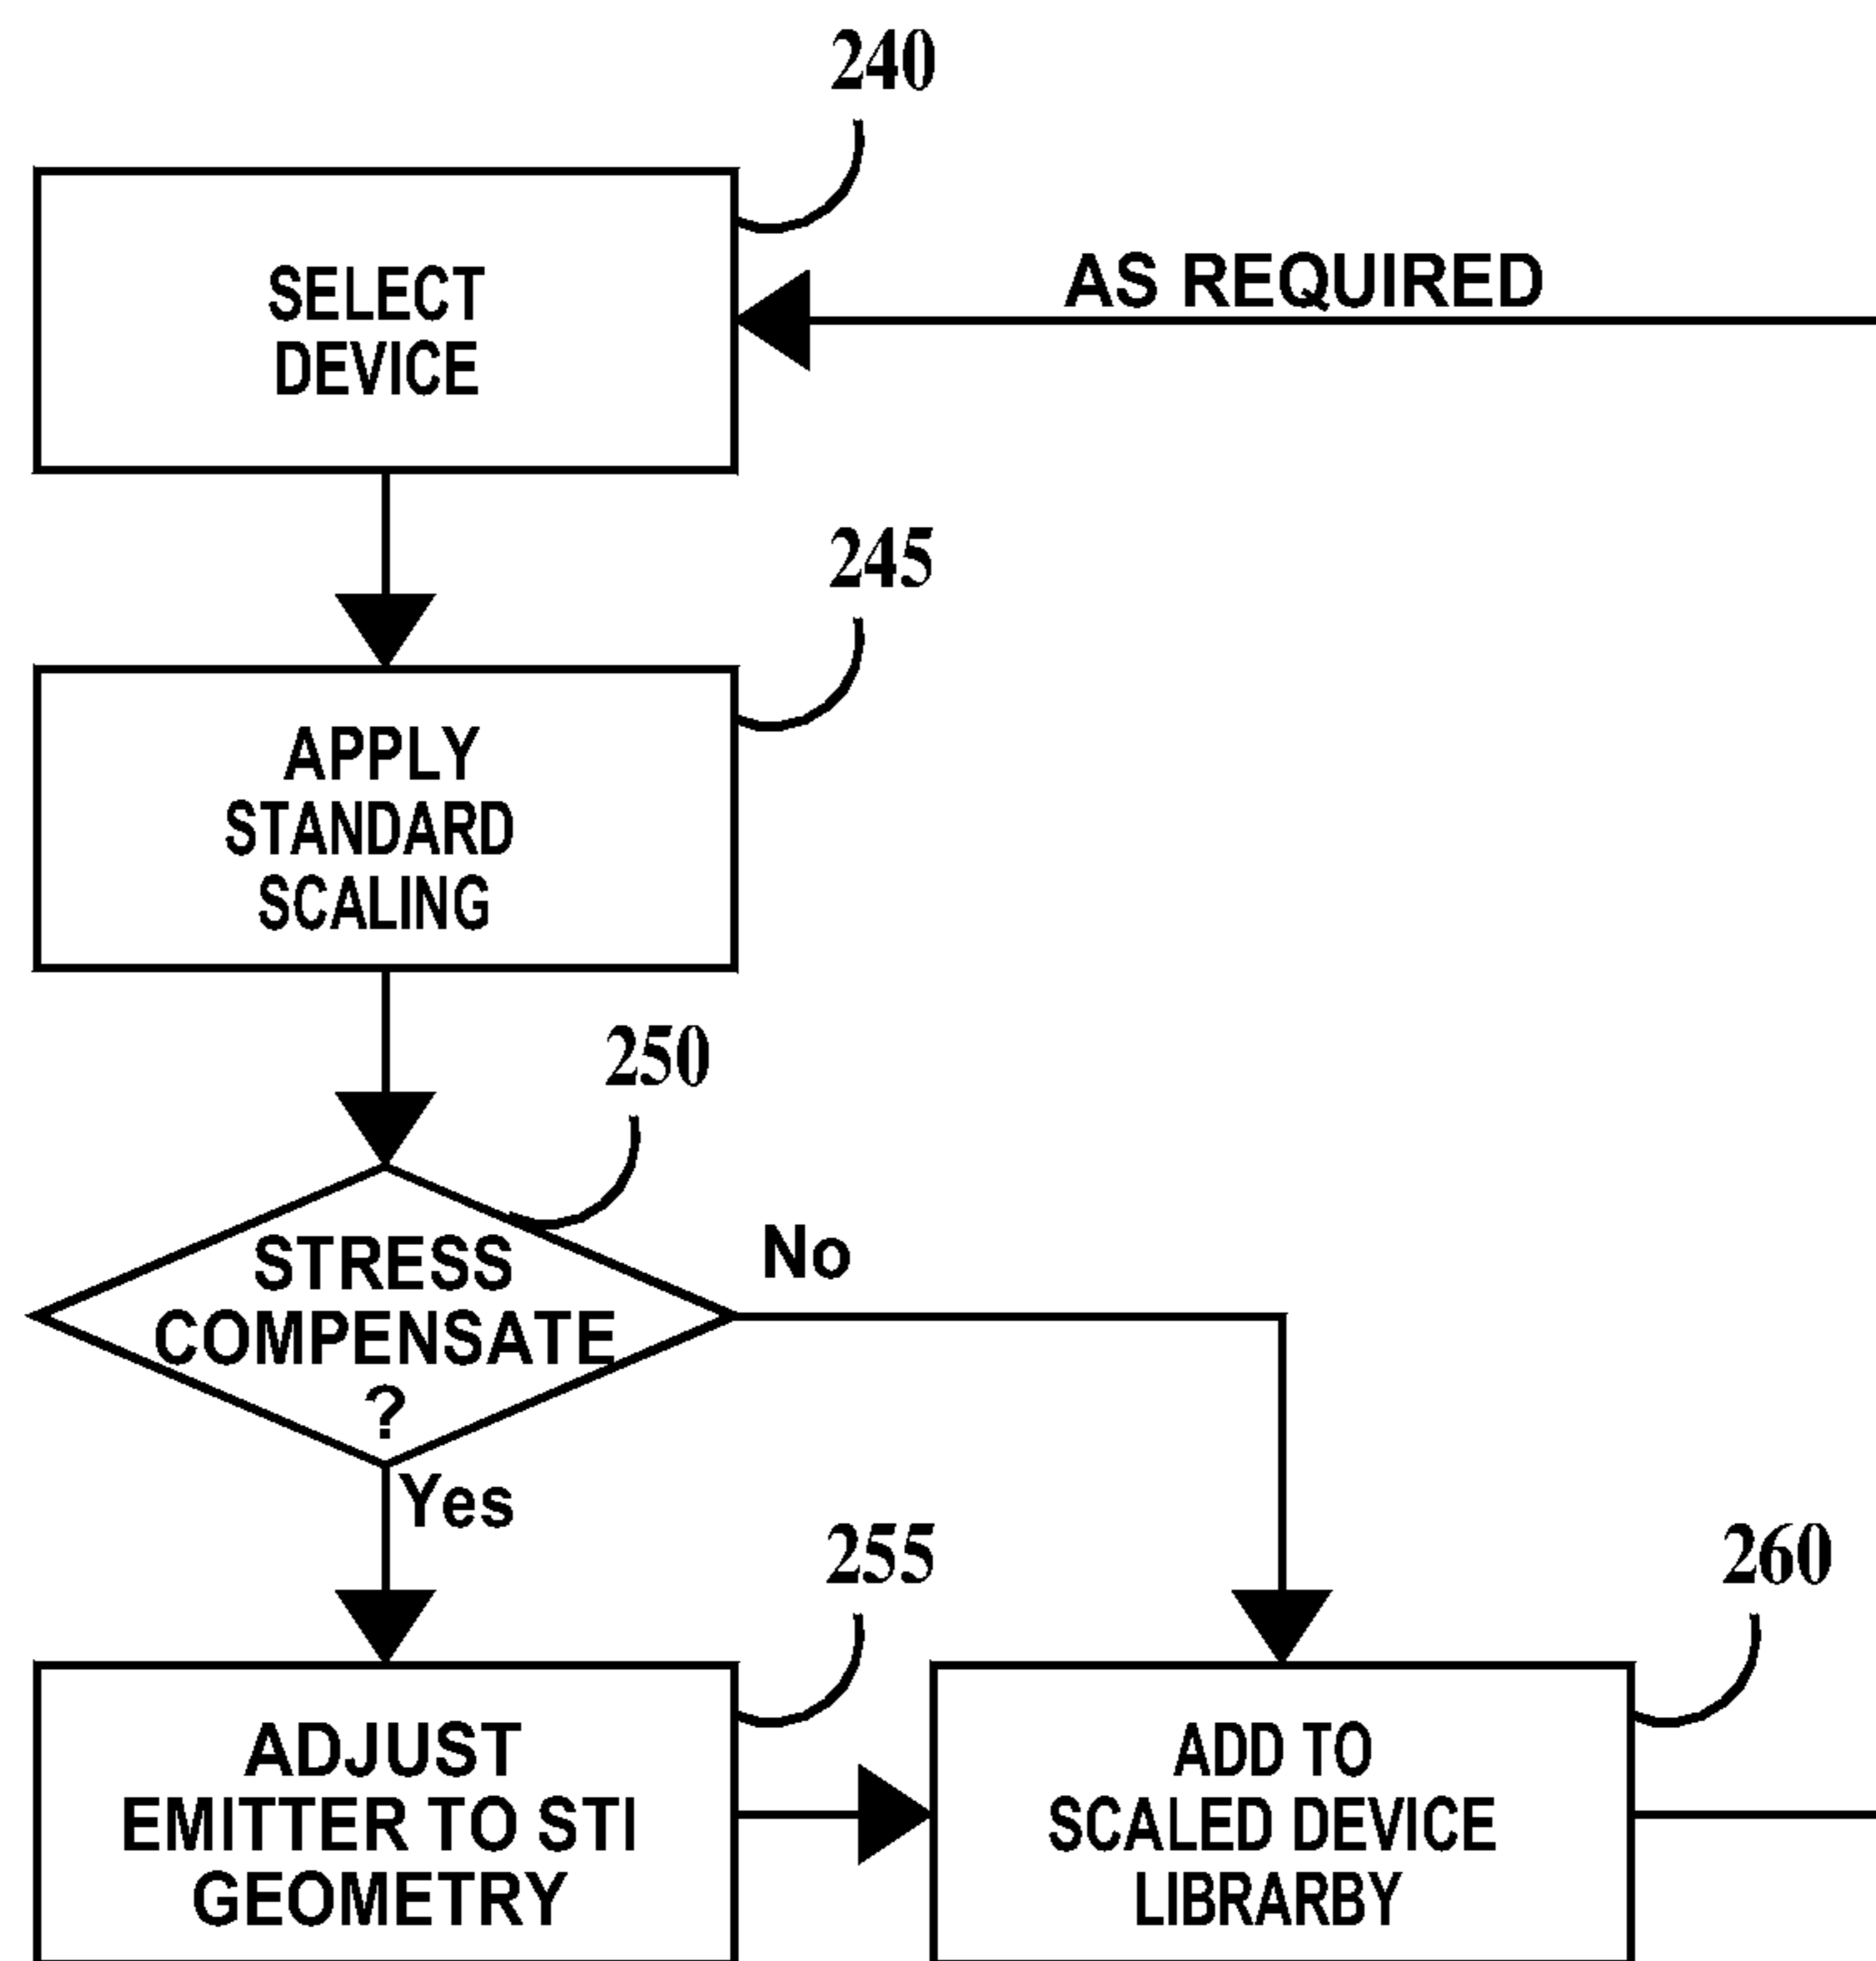 240
SELECT
DEVICE
AS REQUIRED
245
APPLY
STANDARD
SCALING
250
STRESS
COMPENSATE
?
No
Yes
255
ADJUST
EMITTER TO STI
GEOMETRY
260
ADD TO
SCALED DEVICE
LIBRARBY